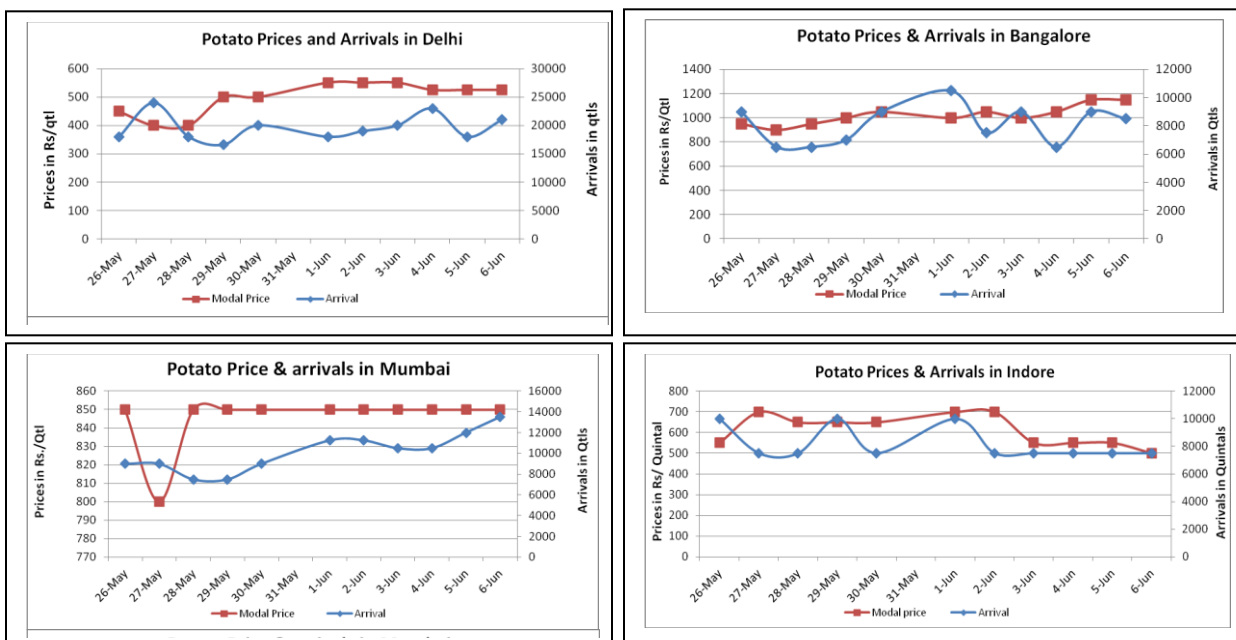 Potato Prices and Arrivals in Delhi
Prices in Rs/qtl
600
500
400
300
200
100
0
30000
25000
20000
15000
10000
5000
0
Arrivals in qtls
26-May
27-May
28-May
29-May
30-May
31-May
1-Jun
2-Jun
3-Jun
4-Jun
5-Jun
6-Jun
Modal Price
Arrival
Potato Prices & Arrivals in Bangalore
Prices in Rs/Qtl
1400
1200
1000
800
600
400
200
0
12000
10000
8000
6000
4000
2000
0
Arrivals in Qtls
26-May
27-May
28-May
29-May
30-May
31-May
1-Jun
2-Jun
3-Jun
4-Jun
5-Jun
6-Jun
Modal Price
Arrival
Potato Price & arrivals in Mumbai
Prices in Rs./Qtl
860
850
840
830
820
810
800
790
780
770
16000
14000
12000
10000
8000
6000
4000
2000
0
Arrivals in Qtls
26-May
27-May
28-May
29-May
30-May
31-May
1-Jun
2-Jun
3-Jun
4-Jun
5-Jun
6-Jun
Modal Price
Arrival
Potato Prices & Arrivals in Indore
Prices in Rs/ Quintal
800
700
600
500
400
300
200
100
0
12000
10000
8000
6000
4000
2000
0
Arrivals in Quintals
26-May
27-May
28-May
29-May
30-May
31-May
1-Jun
2-Jun
3-Jun
4-Jun
5-Jun
6-Jun
Modal price
Arrival